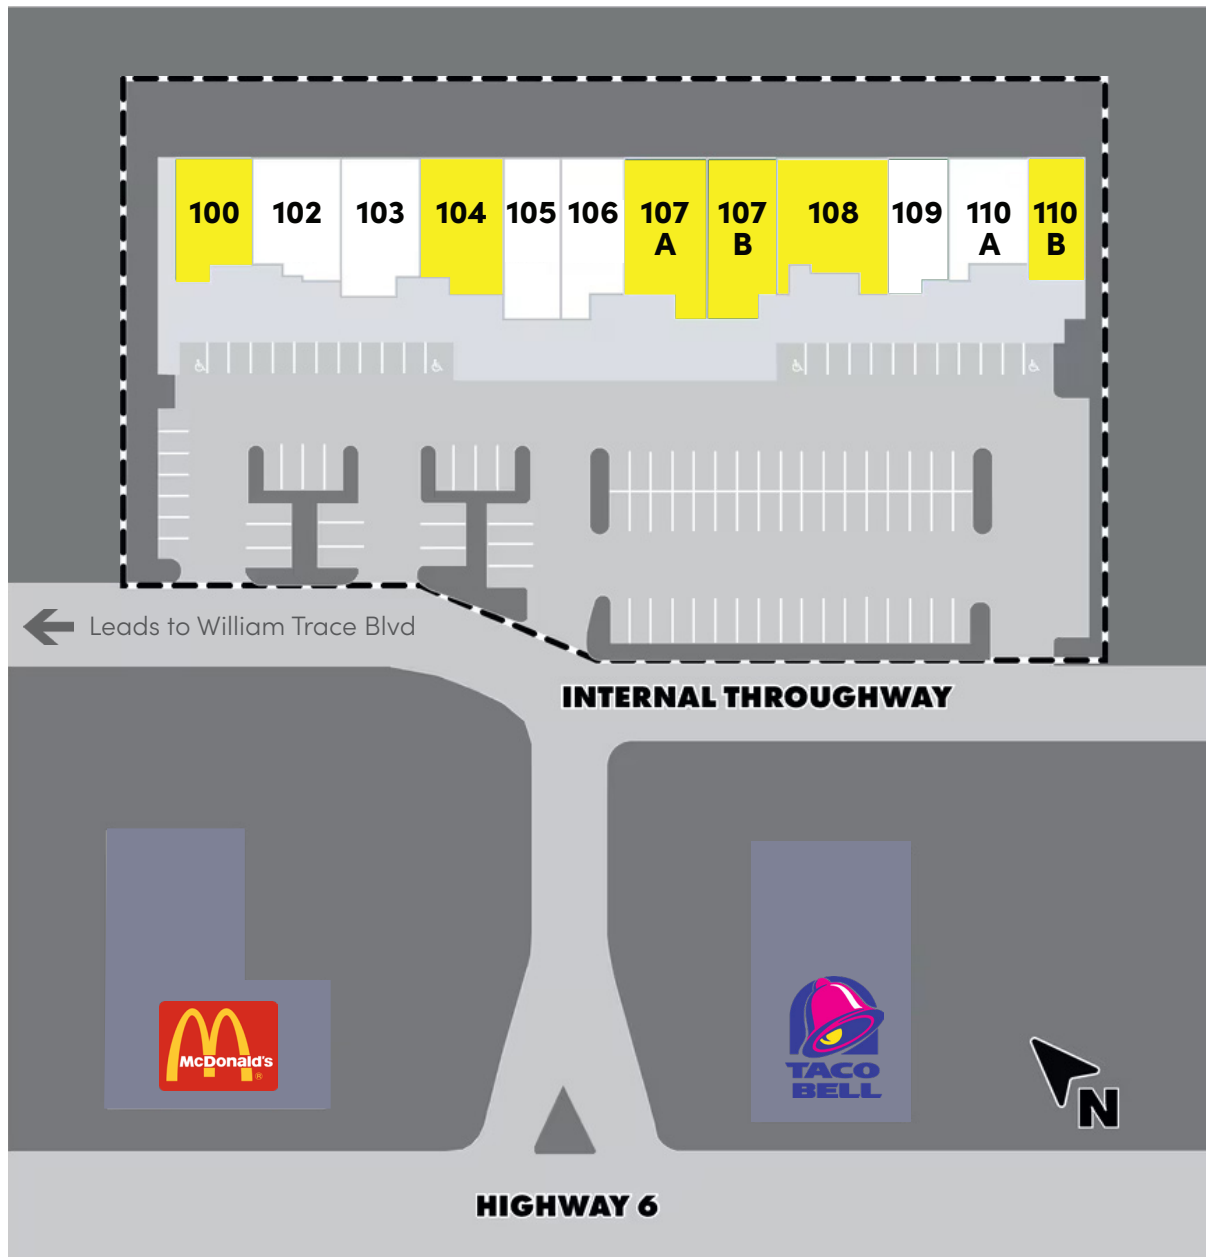 100 102 103 104 105 106 107 107 108 109 110 110
A B A B
Leads to William Trace Blvd
INTERNAL THROUGHWAY
McDonald's
®
TACO
BELL
N
HIGHWAY 6